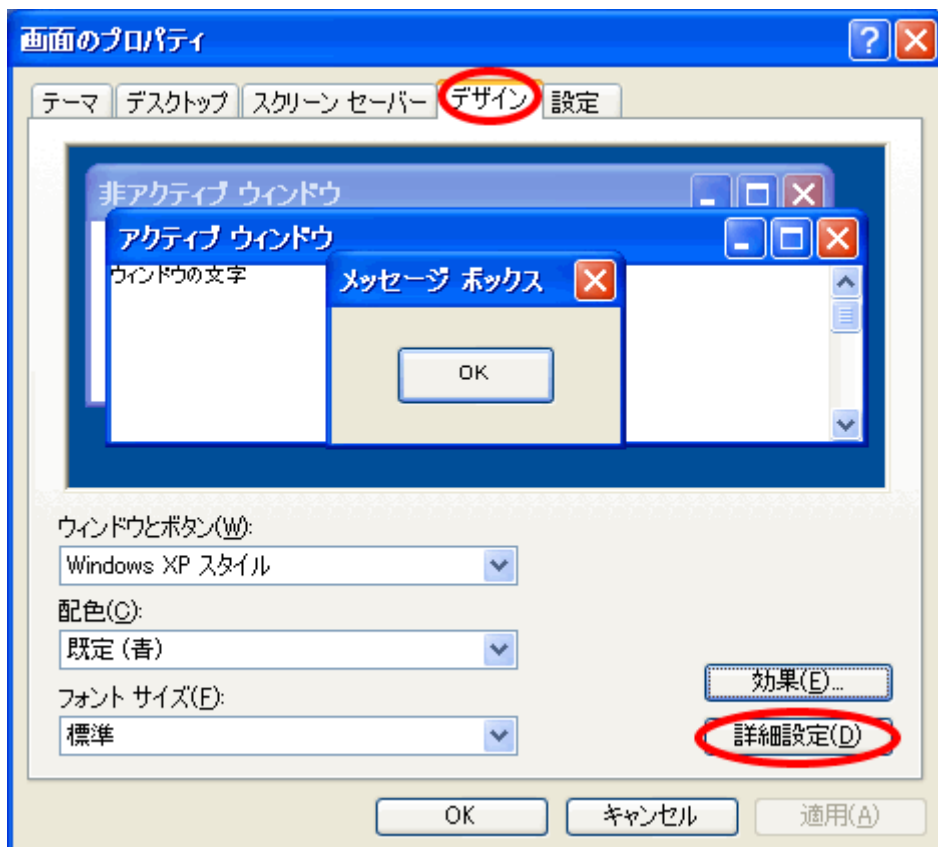 画面のプロパティ
テーマ デスクトップ スクリーン セーバー デザイン 設定
非アクティブ ウィンドウ
アクティブ ウィンドウ
ウィンドウの文字
メッセージ ボックス
OK
ウィンドウとボタン(W):
Windows XP スタイル
配色(C):
既定 (青)
フォント サイズ(F):
標準
効果(E)...
詳細設定(D)
OK キャンセル 適用(A)